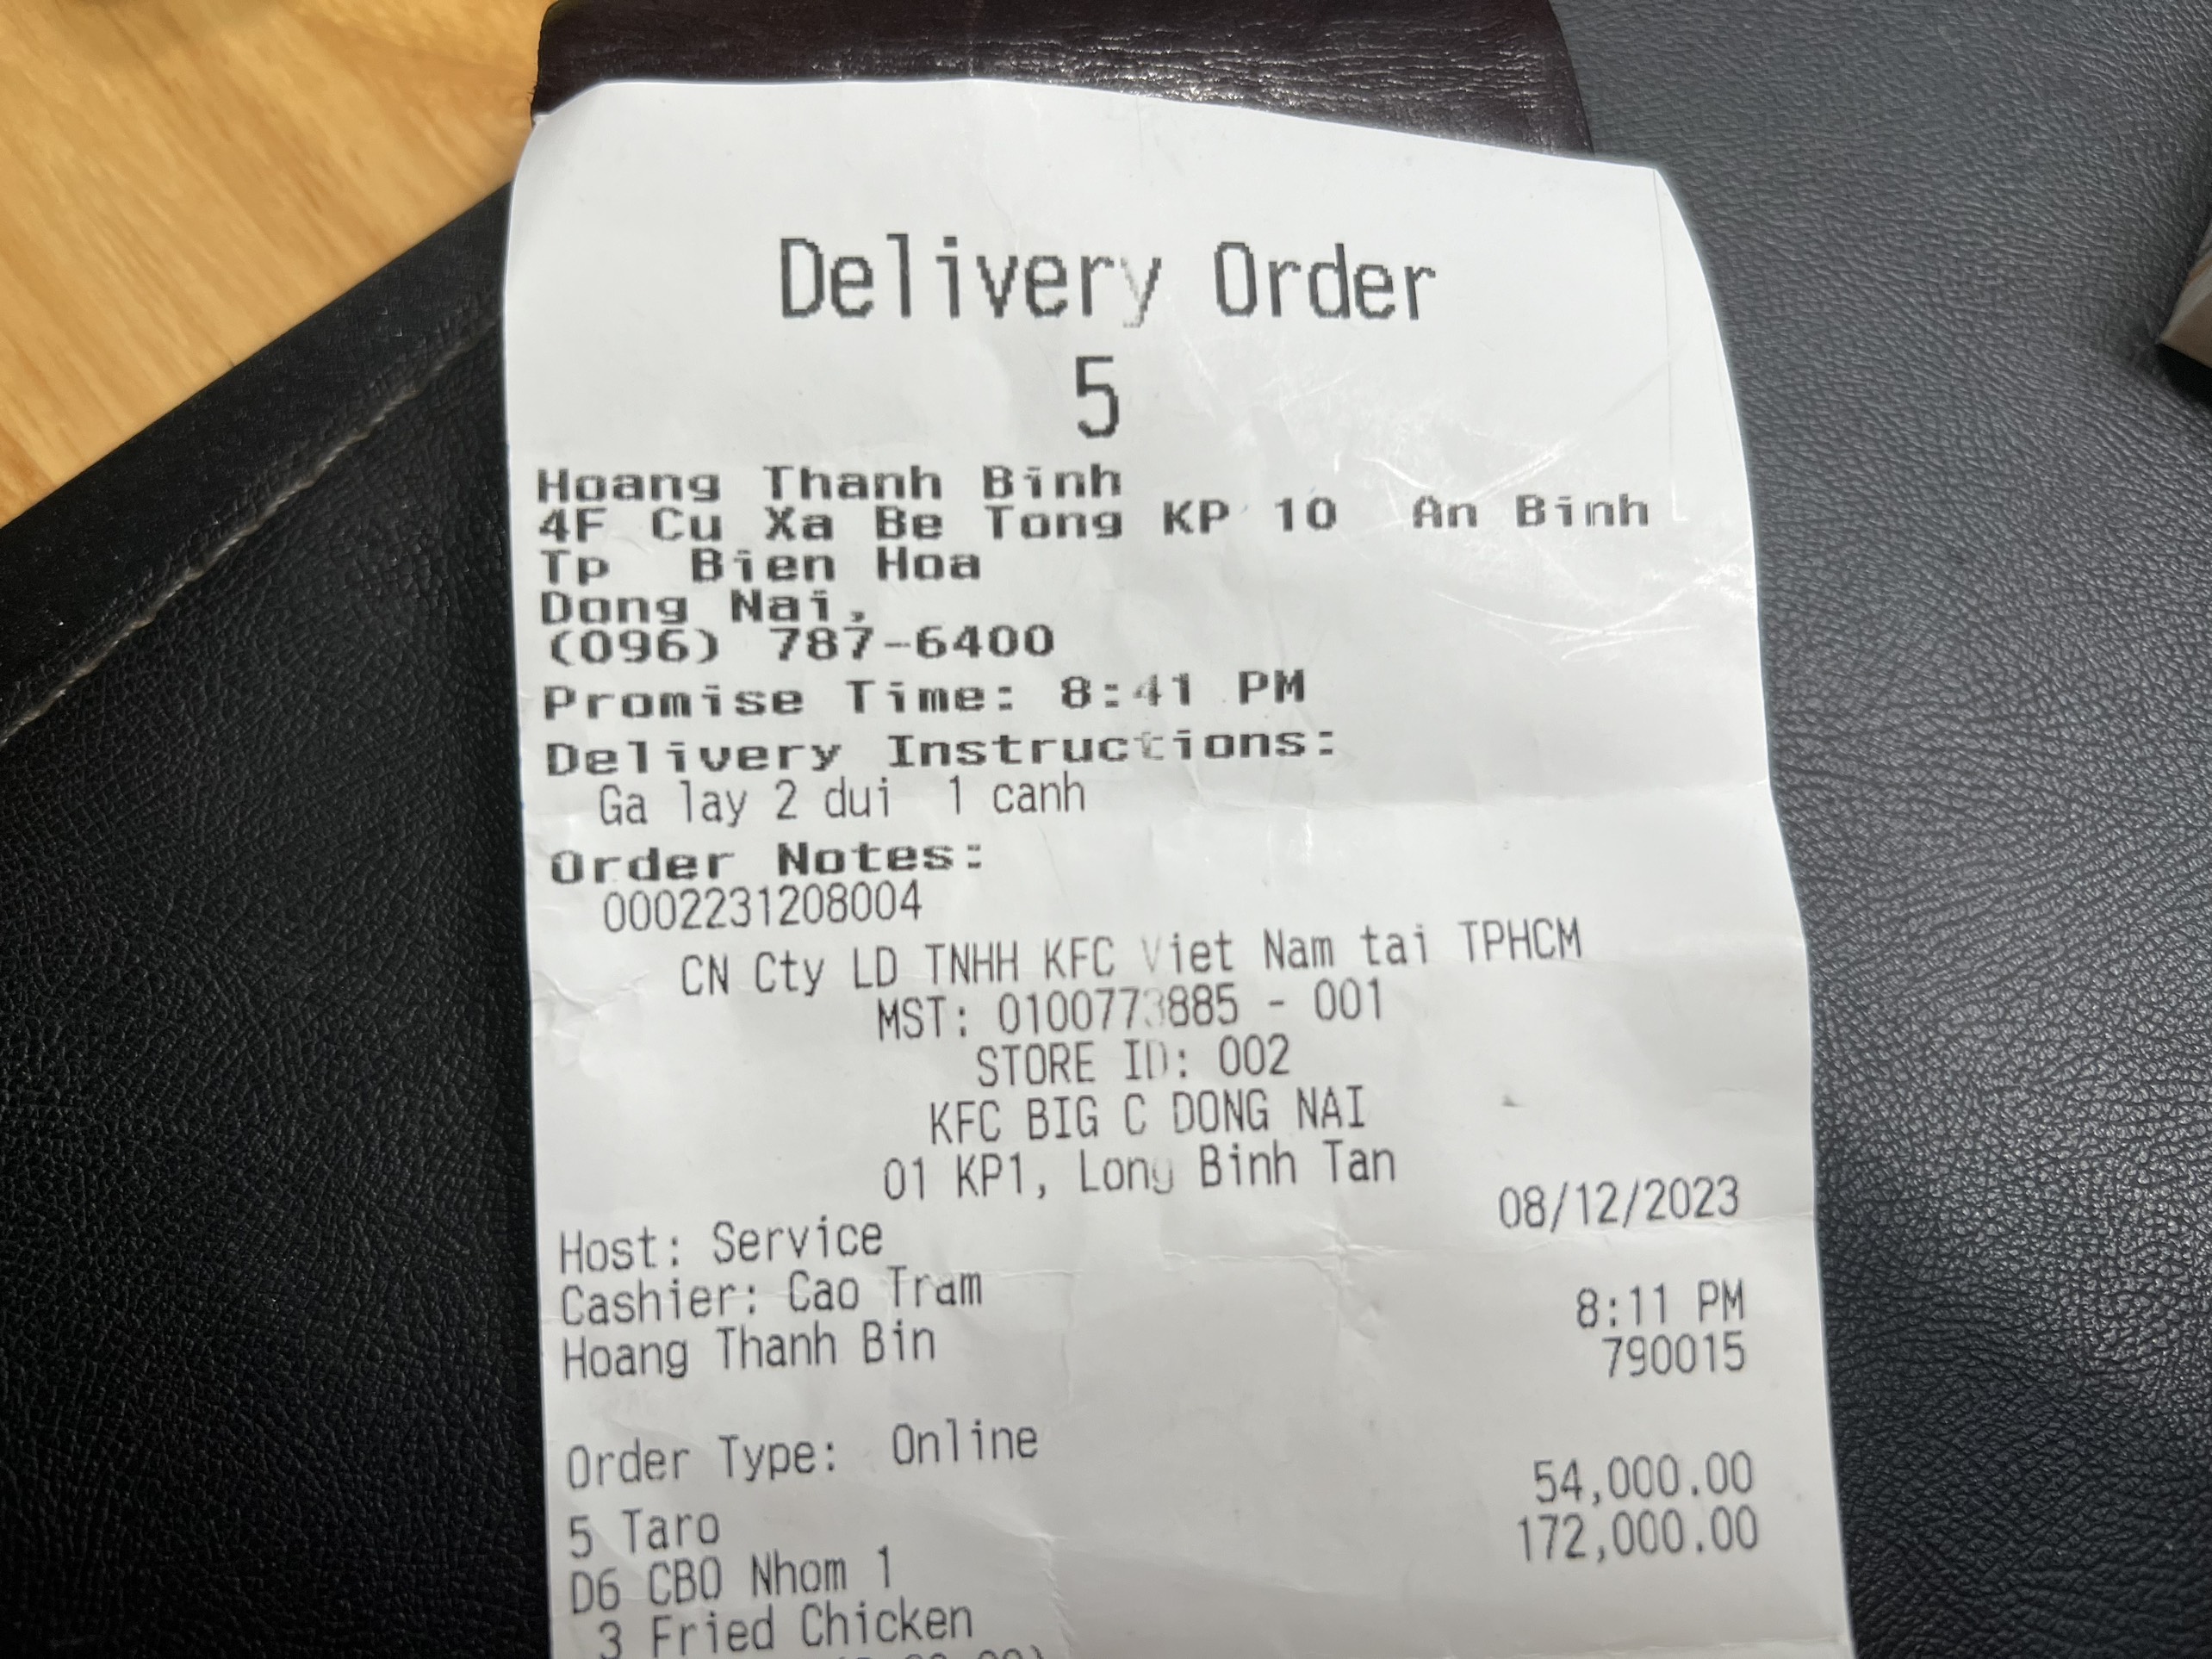 Delivery Order
5
Hoang Thanh Binh
4F Cu Xa Be Tong KP 10 An Binh
Tp Bien Hoa
Dong Nai,
(096) 787-6400
Promise Time: 8:41 PM
Delivery Instructions:
Ga lay 2 dui 1 canh
Order Notes:
0002231208004
CN Cty LD TNHH KFC Viet Nam tai TPHCM
MST: 0100773885 - 001
STORE ID: 002
KFC BIG C DONG NAI
01 KP1, Long Binh Tan
Host: Service 08/12/2023
Cashier: Cao Tram 8:11 PM
Hoang Thanh Bin 790015
Order Type: Online
5 Taro 54,000.00
D6 CBO Nhom 1 172,000.00
3 Fried Chicken